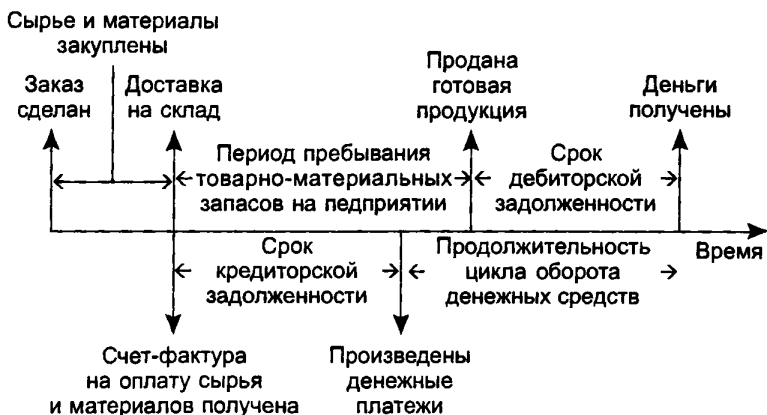 Сырье и материалы
закуплены
Заказ
сделан
Доставка
на склад
Продана
готовая
продукция
Деньги
получены
Период пребывания
товарно-материальных
запасов на педприятии
Срок
дебиторской
задолженности
Время
Срок
кредиторской
задолженности
Продолжительность
цикла оборота
денежных средств
Счет-фактура
на оплату сырья
и материалов получена
Произведены
денежные
платежи